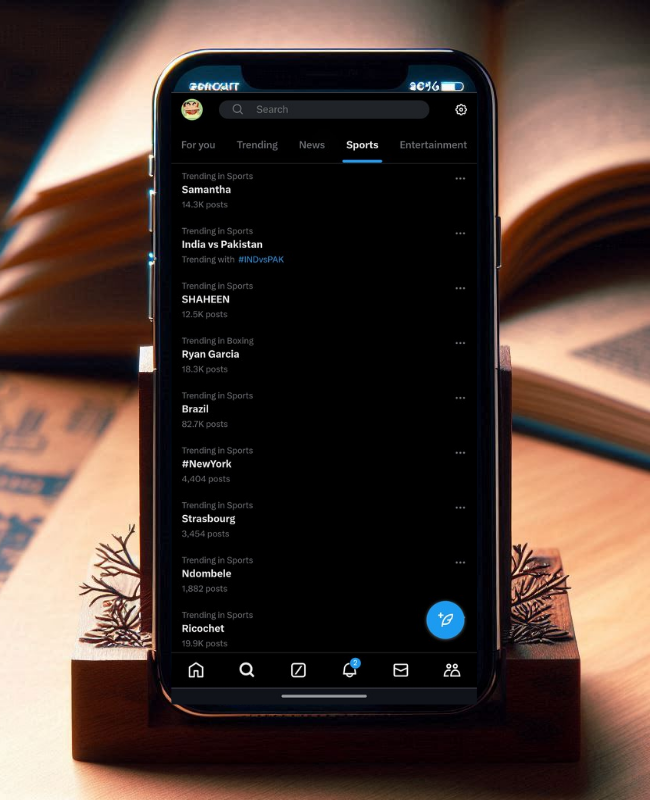 Search
For you Trending News Sports Entertainment
Trending in Sports
Samantha
14.3K posts
Trending in Sports
India vs Pakistan
Trending with #INDvsPAK
Trending in Sports
SHAHEEN
12.5K posts
Trending in Boxing
Ryan Garcia
18.3K posts
Trending in Sports
Brazil
82.7K posts
Trending in Sports
#NewYork
4,404 posts
Trending in Sports
Strasbourg
3,454 posts
Trending in Sports
Ndombele
1,882 posts
Trending in Sports
Ricochet
19.9K posts
2